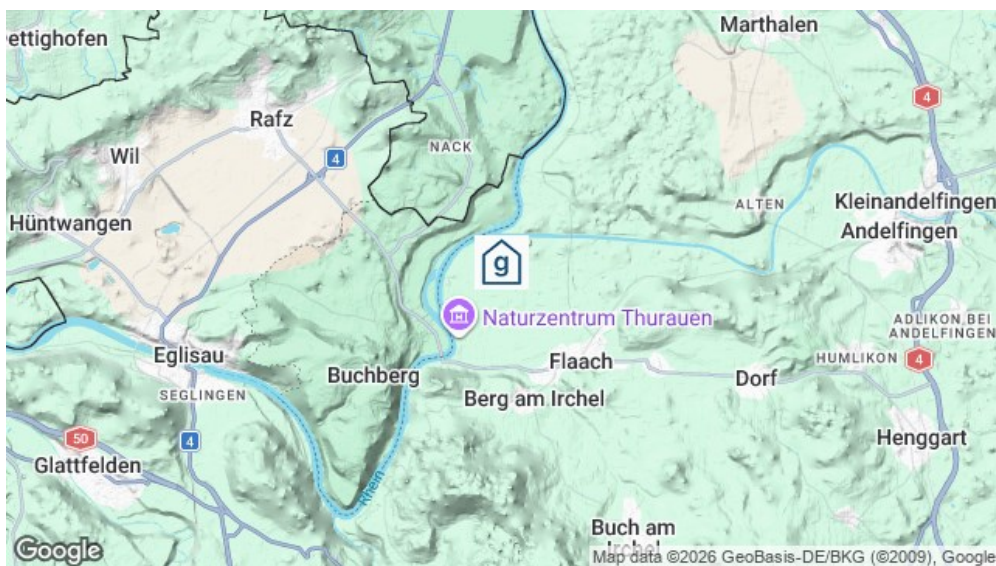 ettighofen
Marthalen
4
Rafz
Wil
4
NACK
Hüntwangen
ALTEN
Kleinandelfingen
Andelfingen
g
Naturzentrum Thurauen
ADLIKON BEI
ANDELFINGEN
Eglisau
Buchberg
Flaach
HUMLIKON
4
SEGLINGEN
Dorf
Berg am Irchel
50
4
Henggart
Glattfelden
Rhein
Buch am
Irchel
Google
Map data ©2026 GeoBasis-DE/BKG (©2009), Google